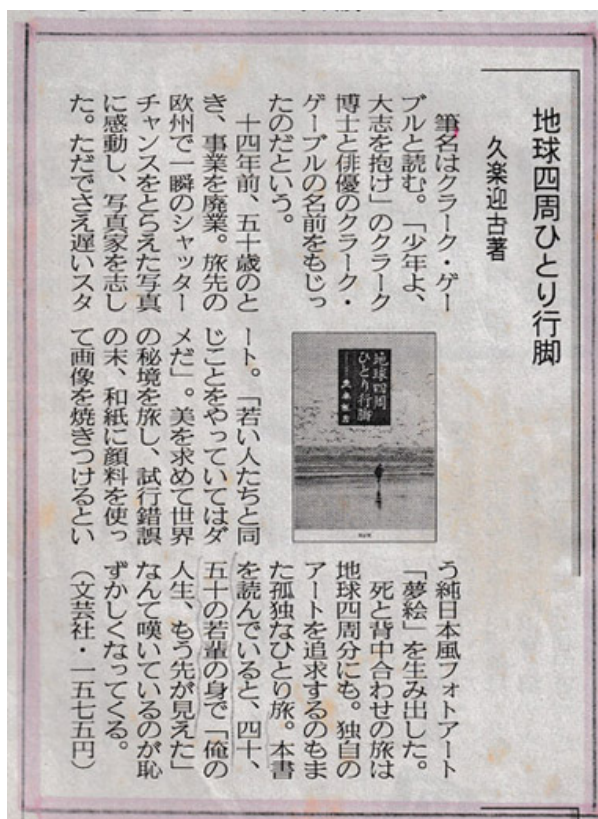 地球四周ひとり行脚
久楽迎古著
筆名はクラーク・ゲー
ブルと読む。「少年よ、
大志を抱け」のクラーク
博士と俳優のクラーク・
ゲーブルの名前をもじっ
たのだという。
十四年前、五十歳のと
き、事業を廃業。旅先の
欧州で一瞬のシャッター
チャンスをとらえた写真
に感動し、写真家を志し
た。ただでさえ遅いスタ
ート。「若い人たちと同
じことをやっていてはダ
メだ」。美を求めて世界
の秘境を旅し、試行錯誤
の末、和紙に顔料を使っ
て画像を焼きつけるとい
う純日本風フォトアート
「夢絵」を生み出した。
死と背中合わせの旅は
地球四周分にも。独自の
アートを追求するのもま
た孤独なひとり旅。本書
を読んでいると、四十、
五十の若輩の身で「俺の
人生、もう先が見えた」
なんて嘆いているのが恥
ずかしくなってくる。
（文芸社・一五七五円）
地球四周
ひとり行脚
久楽迎古